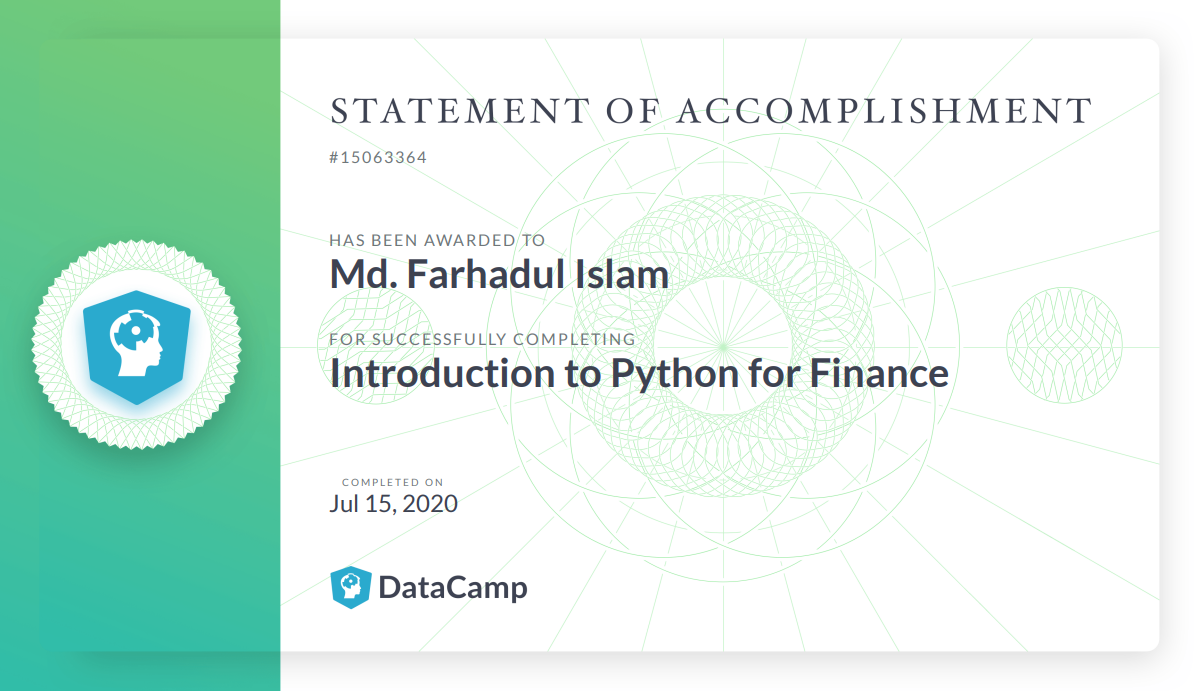 STATEMENT OF ACCOMPLISHMENT
#15063364
HAS BEEN AWARDED TO
Md. Farhadul Islam
FOR SUCCESSFULLY COMPLETING
Introduction to Python for Finance
COMPLETED ON
Jul 15, 2020
DataCamp